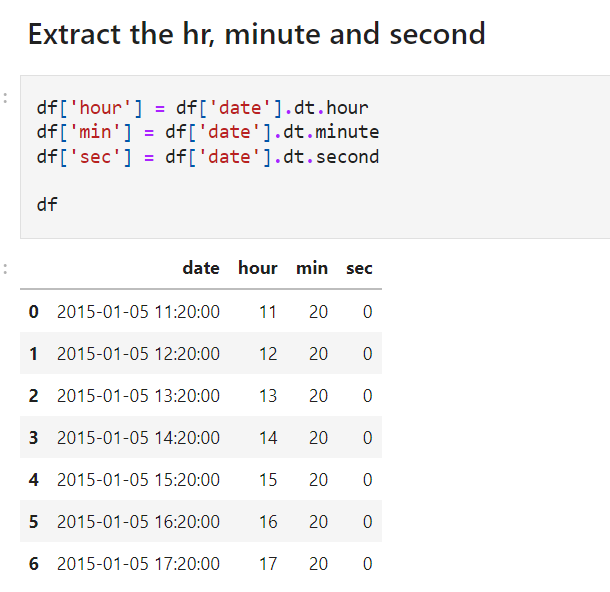 Extract the hr, minute and second
:
df['hour'] = df['date'].dt.hour
df['min'] = df['date'].dt.minute
df['sec'] = df['date'].dt.second
df
:
date hour min sec
0 2015-01-05 11:20:00 11 20 0
1 2015-01-05 12:20:00 12 20 0
2 2015-01-05 13:20:00 13 20 0
3 2015-01-05 14:20:00 14 20 0
4 2015-01-05 15:20:00 15 20 0
5 2015-01-05 16:20:00 16 20 0
6 2015-01-05 17:20:00 17 20 0